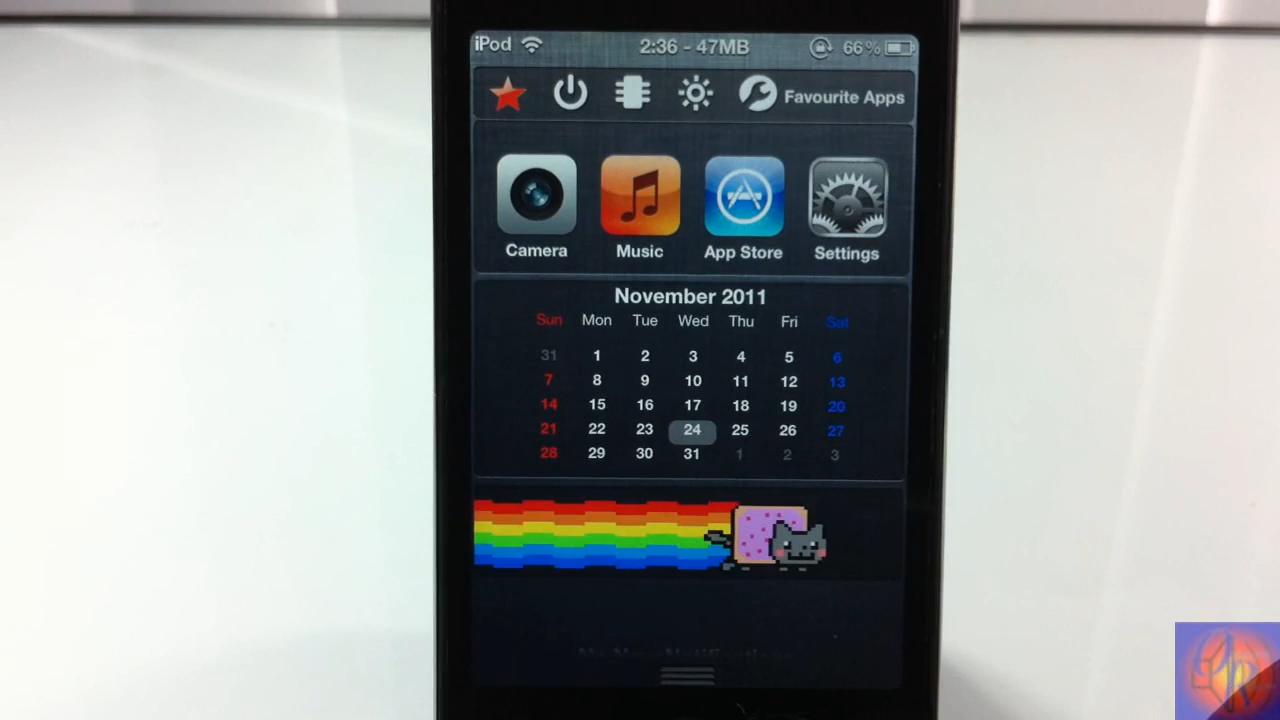 iPod 2:36 - 47MB 66%
Favourite Apps
Camera Music App Store Settings
November 2011
Sun Mon Tue Wed Thu Fri Sat
31 1 2 3 4 5 6
7 8 9 10 11 12 13
14 15 16 17 18 19 20
21 22 23 24 25 26 27
28 29 30 31 1 2 3